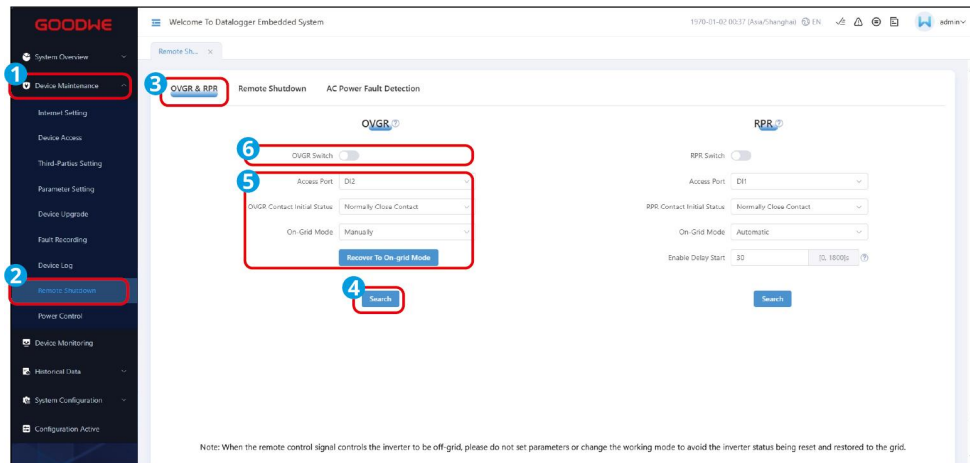 GOODWE
Welcome To Datalogger Embedded System
1970-01-02 00:37 (Asia/Shanghai) EN
admin
System Overview
Remote Sh... ×
1
Device Maintenance
3
OVGR & RPR
Remote Shutdown
AC Power Fault Detection
Internet Setting
Device Access
Third-Parties Setting
Parameter Setting
Device Upgrade
Fault Recording
Device Log
2
Remote Shutdown
Power Control
Device Monitoring
Historical Data
System Configuration
Configuration Active
OVGR ?
6
OVGR Switch
5
Access Port DI2
OVGR Contact Initial Status Normally Close Contact
On-Grid Mode Manually
Recover To On-grid Mode
4
Search
RPR ?
RPR Switch
Access Port DI1
RPR Contact Initial Status Normally Close Contact
On-Grid Mode Automatic
Enable Delay Start 30 [0, 1800]s ?
Search
Note: When the remote control signal controls the inverter to be off-grid, please do not set parameters or change the working mode to avoid the inverter status being reset and restored to the grid.